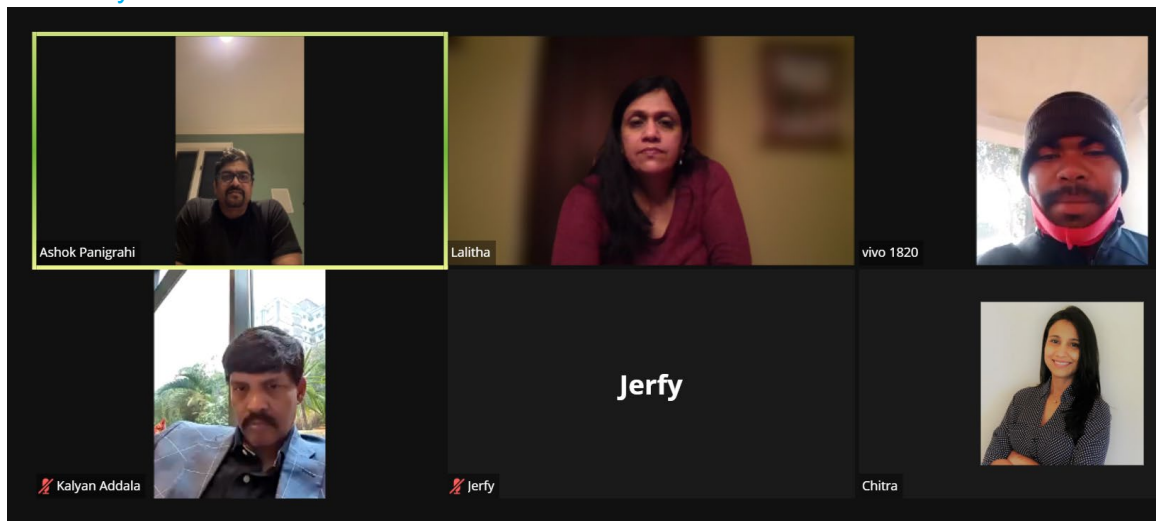 Ashok Panigrahi
Lalitha
vivo 1820
Jerfy
Kalyan Addala
Jerfy
Chitra